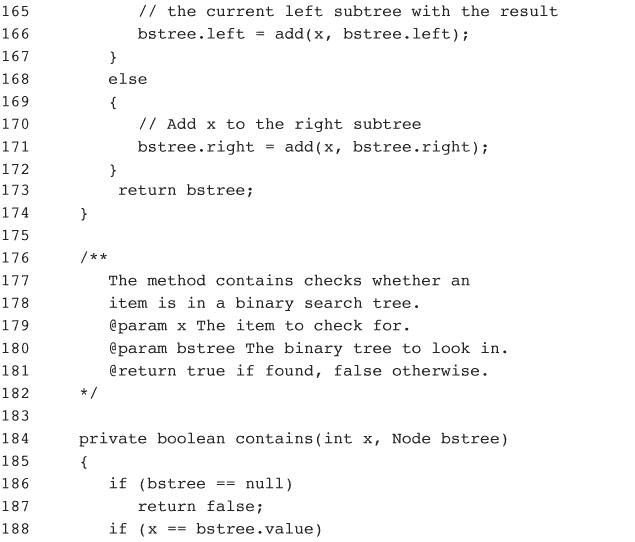 165           // the current left subtree with the result
166           bstree.left = add(x, bstree.left);
167        }
168        else
169        {
170           // Add x to the right subtree
171           bstree.right = add(x, bstree.right);
172        }
173         return bstree;
174     }
175
176     /**
177        The method contains checks whether an
178        item is in a binary search tree.
179        @param x The item to check for.
180        @param bstree The binary tree to look in.
181        @return true if found, false otherwise.
182     */
183
184     private boolean contains(int x, Node bstree)
185     {
186        if (bstree == null)
187           return false;
188        if (x == bstree.value)